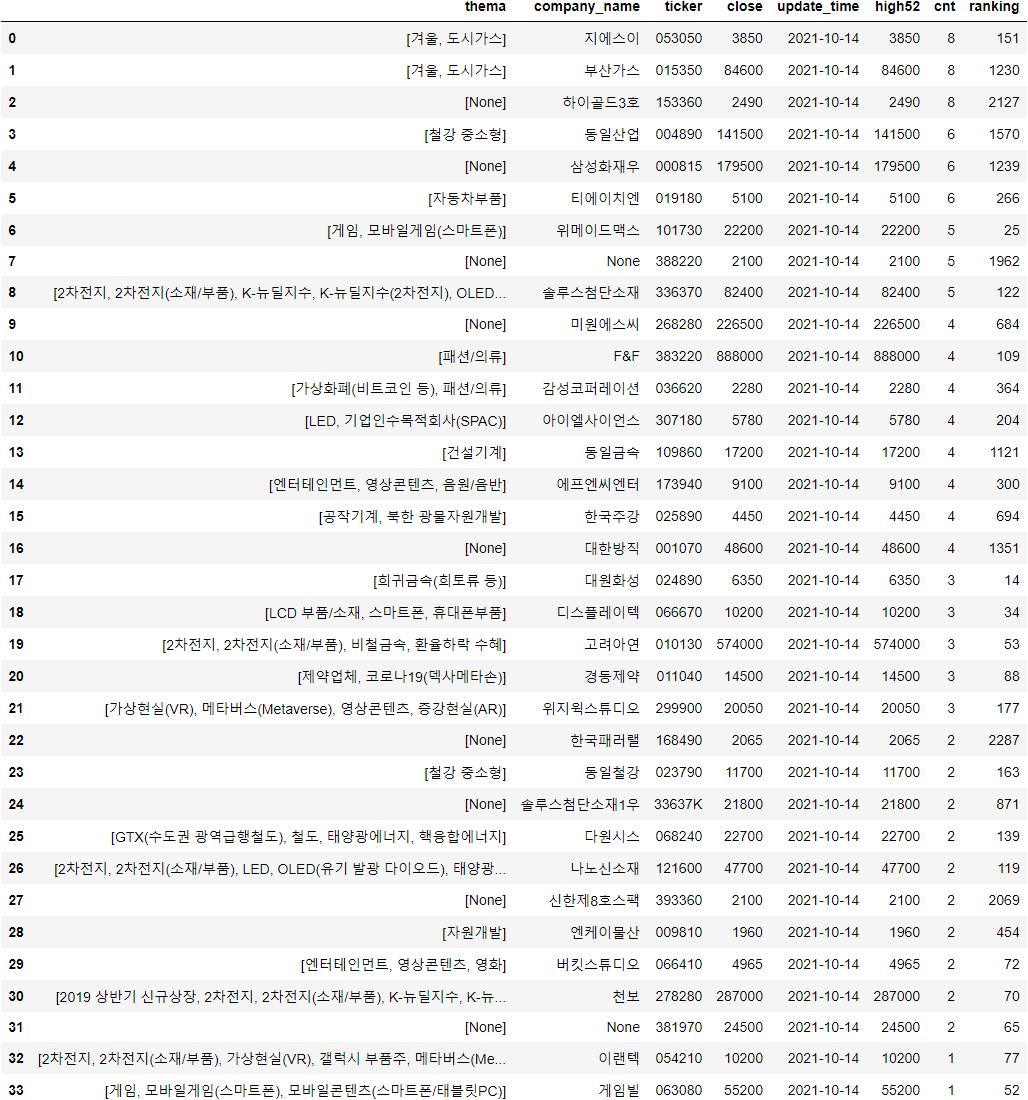 thema company_name ticker close update_time high52 cnt ranking
0 [겨울, 도시가스] 지에스이 053050 3850 2021-10-14 3850 8 151
1 [겨울, 도시가스] 부산가스 015350 84600 2021-10-14 84600 8 1230
2 [None] 하이골드3호 153360 2490 2021-10-14 2490 8 2127
3 [철강 중소형] 동일산업 004890 141500 2021-10-14 141500 6 1570
4 [None] 삼성화재우 000815 179500 2021-10-14 179500 6 1239
5 [자동차부품] 티에이치엔 019180 5100 2021-10-14 5100 6 266
6 [게임, 모바일게임(스마트폰)] 위메이드맥스 101730 22200 2021-10-14 22200 5 25
7 [None] None 388220 2100 2021-10-14 2100 5 1962
8 [2차전지, 2차전지(소재/부품), K-뉴딜지수, K-뉴딜지수(2차전지), OLED... 솔루스첨단소재 336370 82400 2021-10-14 82400 5 122
9 [None] 미원에스씨 268280 226500 2021-10-14 226500 4 684
10 [패션/의류] F&F 383220 888000 2021-10-14 888000 4 109
11 [가상화폐(비트코인 등), 패션/의류] 감성코퍼레이션 036620 2280 2021-10-14 2280 4 364
12 [LED, 기업인수목적회사(SPAC)] 아이엘사이언스 307180 5780 2021-10-14 5780 4 204
13 [건설기계] 동일금속 109860 17200 2021-10-14 17200 4 1121
14 [엔터테인먼트, 영상콘텐츠, 음원/음반] 에프엔씨엔터 173940 9100 2021-10-14 9100 4 300
15 [공작기계, 북한 광물자원개발] 한국주강 025890 4450 2021-10-14 4450 4 694
16 [None] 대한방직 001070 48600 2021-10-14 48600 4 1351
17 [희귀금속(희토류 등)] 대원화성 024890 6350 2021-10-14 6350 3 14
18 [LCD 부품/소재, 스마트폰, 휴대폰부품] 디스플레이텍 066670 10200 2021-10-14 10200 3 34
19 [2차전지, 2차전지(소재/부품), 비철금속, 환율하락 수혜] 고려아연 010130 574000 2021-10-14 574000 3 53
20 [제약업체, 코로나19(덱사메타손)] 경동제약 011040 14500 2021-10-14 14500 3 88
21 [가상현실(VR), 메타버스(Metaverse), 영상콘텐츠, 증강현실(AR)] 위지윅스튜디오 299900 20050 2021-10-14 20050 3 177
22 [None] 한국패러랠 168490 2065 2021-10-14 2065 2 2287
23 [철강 중소형] 동일철강 023790 11700 2021-10-14 11700 2 163
24 [None] 솔루스첨단소재1우 33637K 21800 2021-10-14 21800 2 871
25 [GTX(수도권 광역급행철도), 철도, 태양광에너지, 핵융합에너지] 다원시스 068240 22700 2021-10-14 22700 2 139
26 [2차전지, 2차전지(소재/부품), LED, OLED(유기 발광 다이오드), 태양광... 나노신소재 121600 47700 2021-10-14 47700 2 119
27 [None] 신한제8호스팩 393360 2100 2021-10-14 2100 2 2069
28 [자원개발] 엔케이물산 009810 1960 2021-10-14 1960 2 454
29 [엔터테인먼트, 영상콘텐츠, 영화] 버킷스튜디오 066410 4965 2021-10-14 4965 2 72
30 [2019 상반기 신규상장, 2차전지, 2차전지(소재/부품), K-뉴딜지수, K-뉴... 천보 278280 287000 2021-10-14 287000 2 70
31 [None] None 381970 24500 2021-10-14 24500 2 65
32 [2차전지, 2차전지(소재/부품), 가상현실(VR), 갤럭시 부품주, 메타버스(Me... 이랜텍 054210 10200 2021-10-14 10200 1 77
33 [게임, 모바일게임(스마트폰), 모바일콘텐츠(스마트폰/태블릿PC)] 게임빌 063080 55200 2021-10-14 55200 1 52